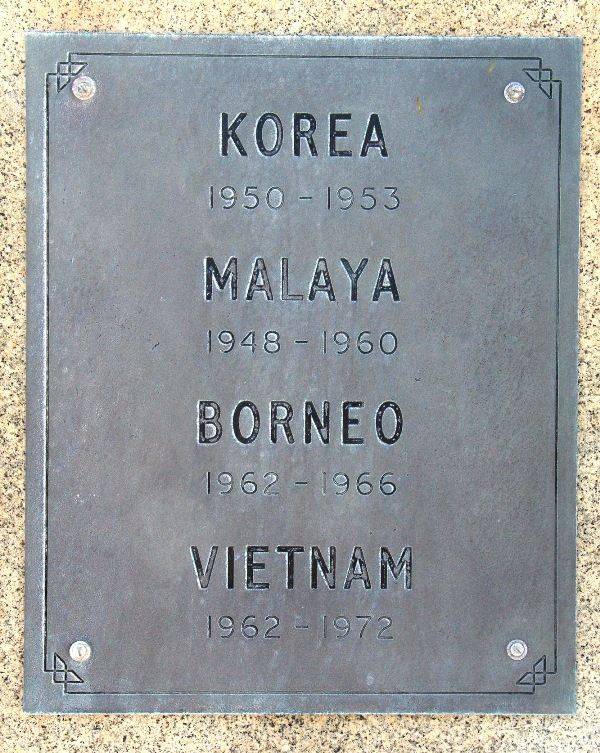 KOREA
1950 - 1953
MALAYA
1948 - 1960
BORNEO
1962 - 1966
VIETNAM
1962 - 1972